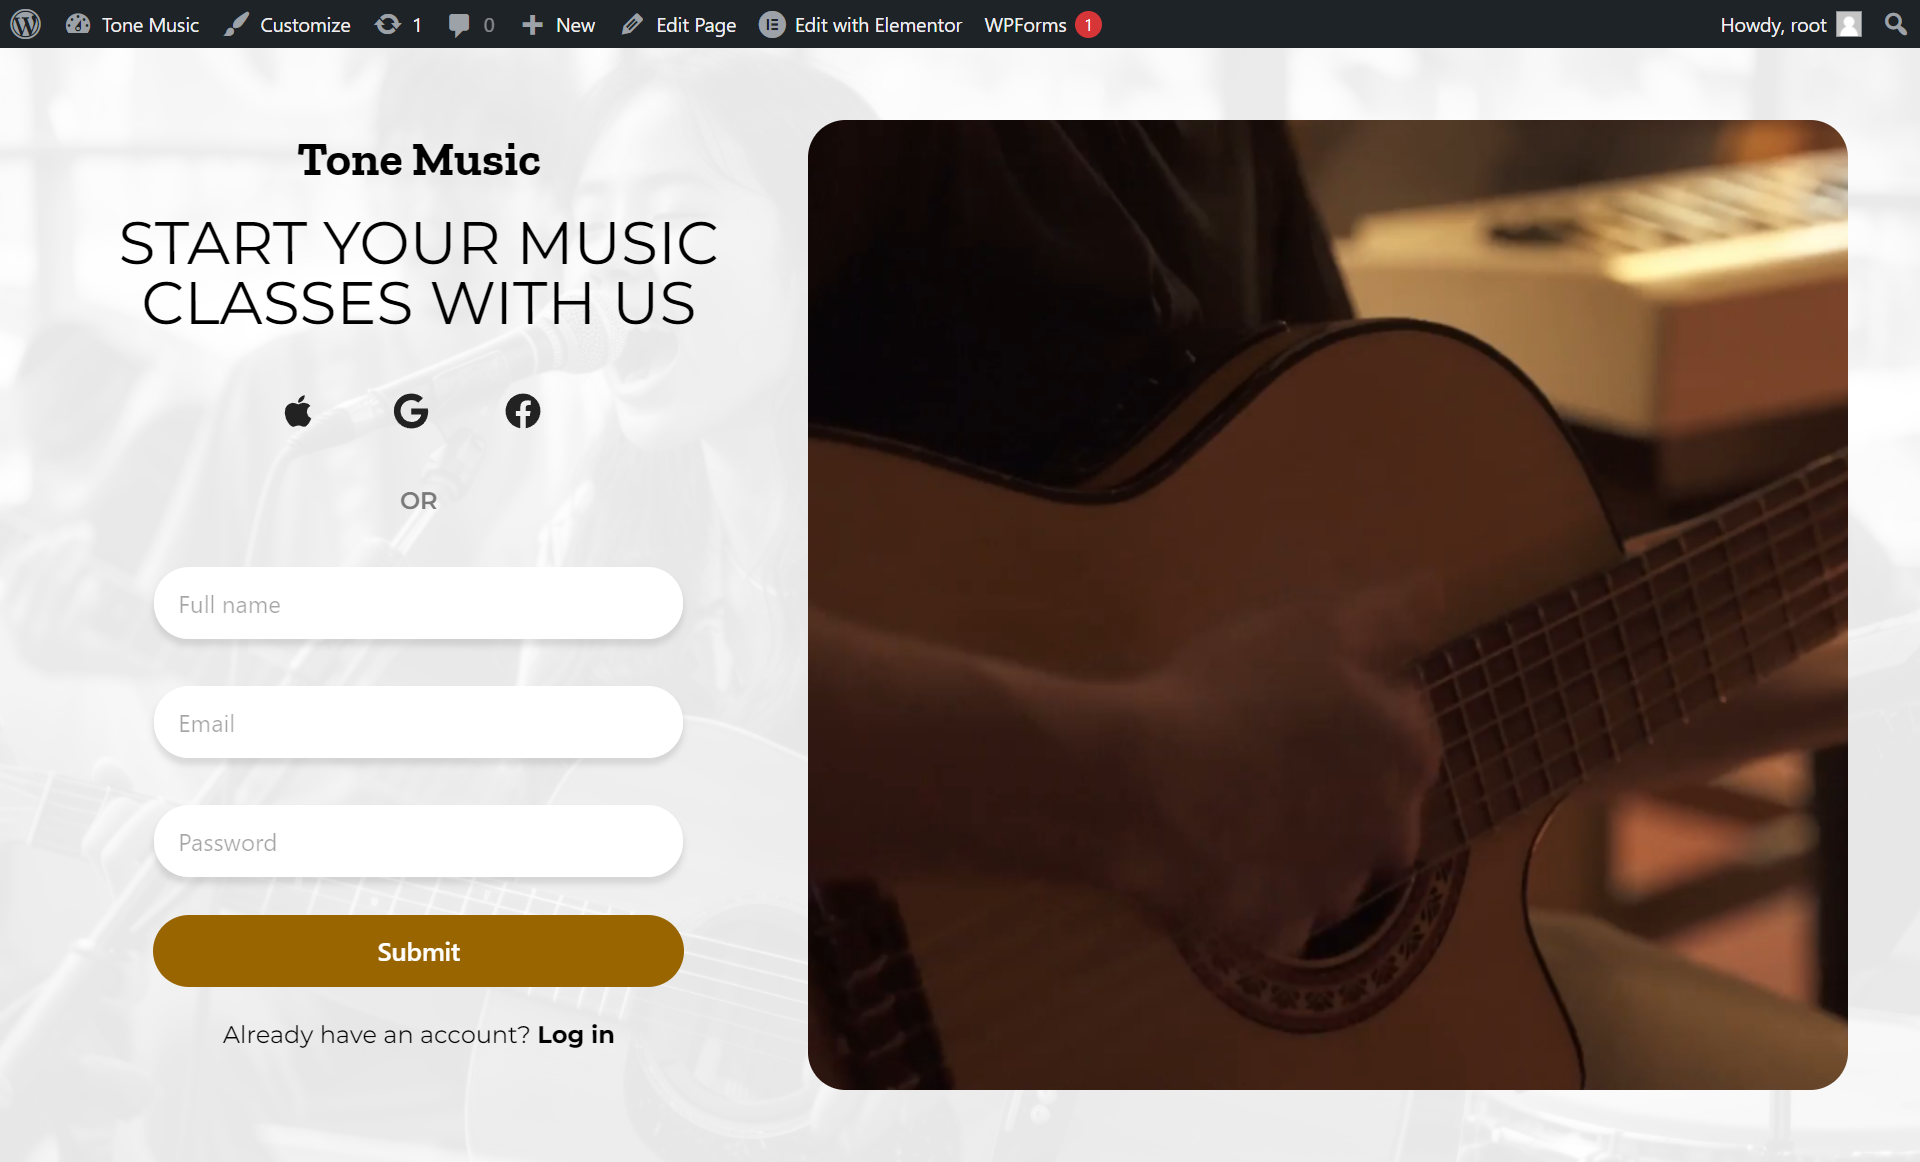 Tone Music Customize 1 0 New Edit Page Edit with Elementor WPForms 1 Howdy, root
Tone Music
START YOUR MUSIC
CLASSES WITH US
OR
Full name
Email
Password
Submit
Already have an account? Log in